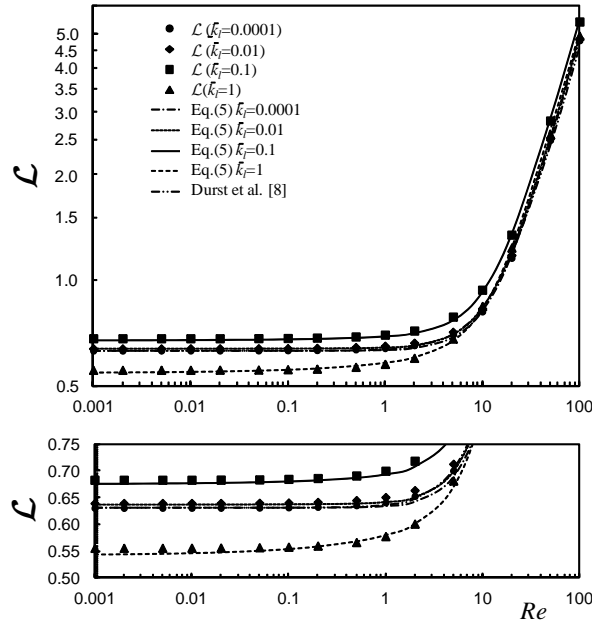 5.0
4.5
4.0
3.5
3.0
2.5
2.0
1.5
1.0
0.5
ℒ
ℒ (k̄ₗ=0.0001)
ℒ (k̄ₗ=0.01)
ℒ (k̄ₗ=0.1)
ℒ(k̄ₗ=1)
Eq.(5) k̄ₗ=0.0001
Eq.(5) k̄ₗ=0.01
Eq.(5) k̄ₗ=0.1
Eq.(5) k̄ₗ=1
Durst et al. [8]
0.001 0.01 0.1 1 10 100
0.75
0.70
0.65
0.60
0.55
0.50
ℒ
0.001 0.01 0.1 1 10 100
Re